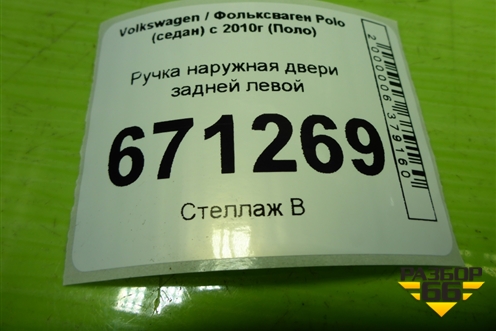 Volkswagen / Фольксваген Polo
(седан) с 2010г (Поло)
Ручка наружная двери
задней левой
671269
Стеллаж В
2000006379160
РАЗБОР
66